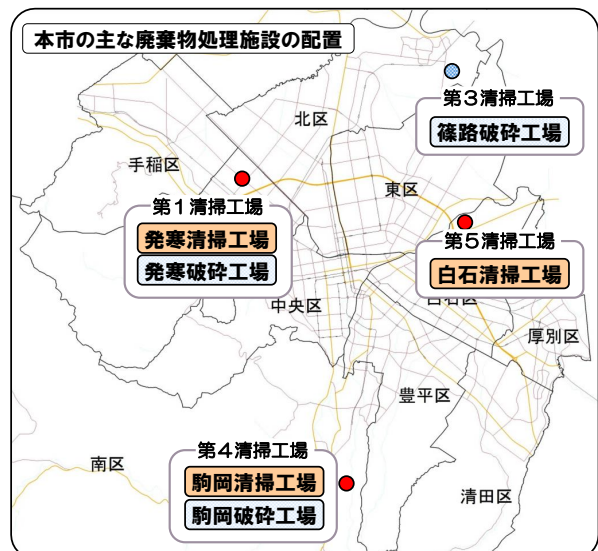 本市の主な廃棄物処理施設の配置
第3清掃工場
篠路破砕工場
北区
手稲区
東区
第1清掃工場
発寒清掃工場
発寒破砕工場
第5清掃工場
白石清掃工場
白石区
中央区
厚別区
豊平区
第4清掃工場
駒岡清掃工場
駒岡破砕工場
南区
清田区